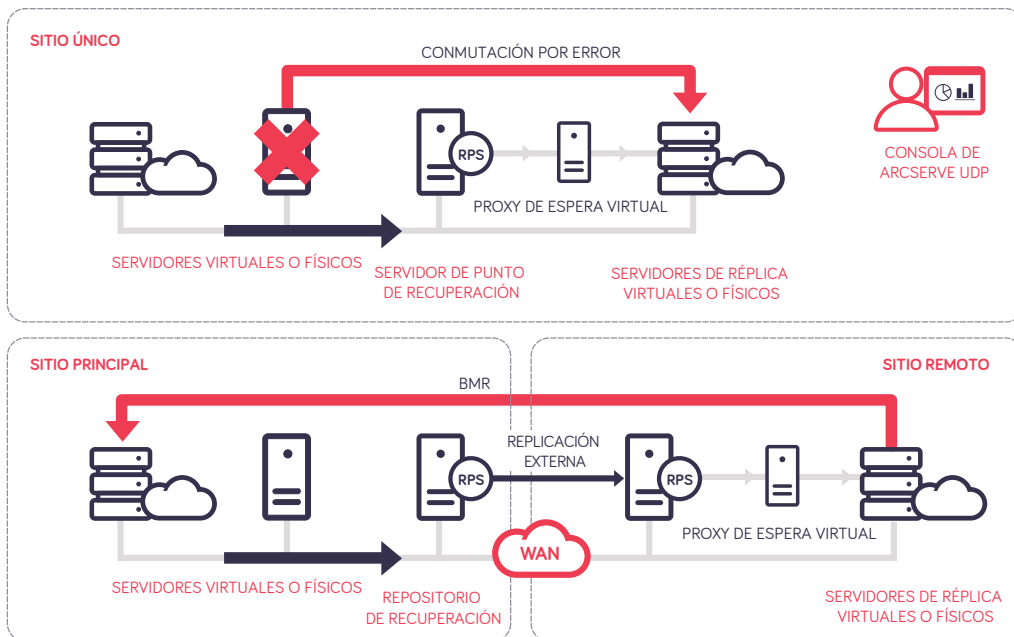 SITIO ÚNICO
CONMUTACIÓN POR ERROR
RPS
PROXY DE ESPERA VIRTUAL
CONSOLA DE
ARCSERVE UDP
SERVIDORES VIRTUALES O FÍSICOS
SERVIDOR DE PUNTO
DE RECUPERACIÓN
SERVIDORES DE RÉPLICA
VIRTUALES O FÍSICOS
SITIO PRINCIPAL
SITIO REMOTO
BMR
REPLICACIÓN
EXTERNA
RPS
RPS
PROXY DE ESPERA VIRTUAL
WAN
SERVIDORES VIRTUALES O FÍSICOS
REPOSITORIO
DE RECUPERACIÓN
SERVIDORES DE RÉPLICA
VIRTUALES O FÍSICOS